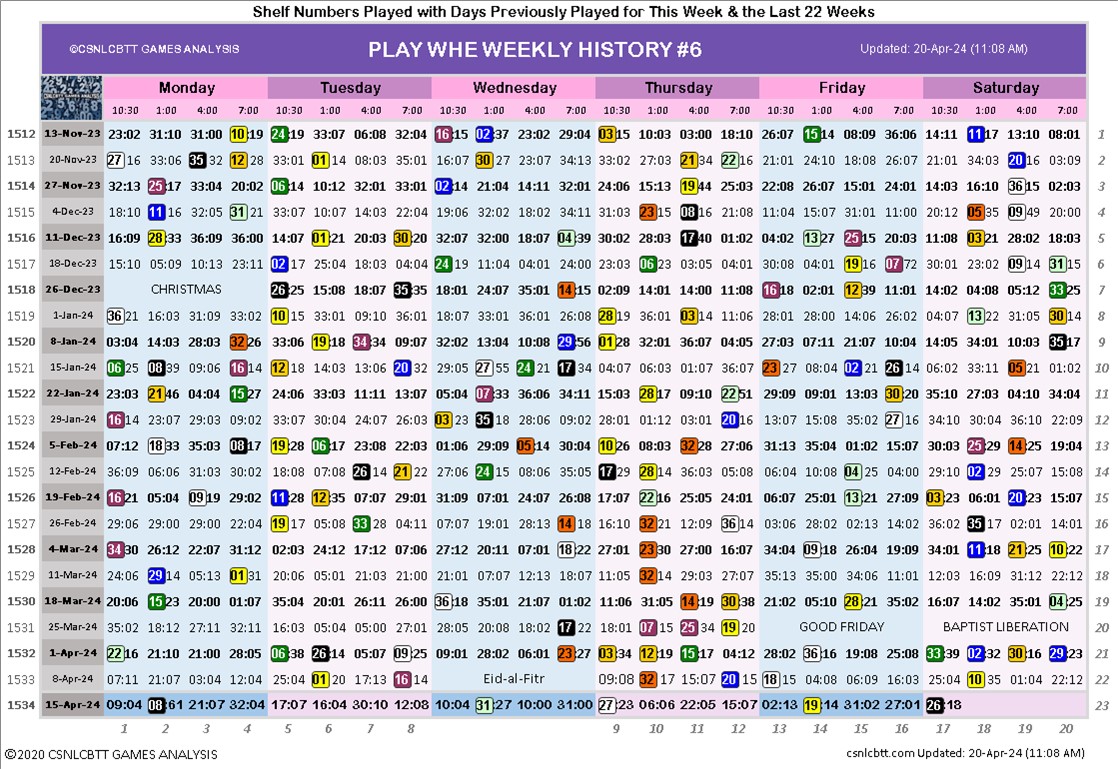 Shelf Numbers Played with Days Previously Played for This Week & the Last 22 Weeks
©CSNLCBTT GAMES ANALYSIS PLAY WHE WEEKLY HISTORY #6 Updated: 20-Apr-24 (11:08 AM)
Monday Tuesday Wednesday Thursday Friday Saturday
10:30 1:00 4:00 7:00 10:30 1:00 4:00 7:00 10:30 1:00 4:00 7:00 10:30 1:00 4:00 7:00 10:30 1:00 4:00 7:00 10:30 1:00 4:00 7:00
1512 13-Nov-23 23:02 31:10 31:00 10:19 24:19 33:07 06:08 32:04 16:15 02:37 23:02 29:04 03:15 10:03 03:00 18:10 26:07 15:14 08:09 36:06 14:11 11:17 13:10 08:01 1
1513 20-Nov-23 27:16 33:06 35:32 12:28 33:01 01:14 08:03 35:01 16:07 30:27 23:07 34:13 33:02 27:03 21:34 22:16 21:01 24:10 18:08 26:07 21:01 34:03 20:16 03:09 2
1514 27-Nov-23 32:13 25:17 33:04 20:02 06:14 10:12 32:01 33:01 02:14 21:04 14:11 32:01 24:06 15:13 19:44 25:03 22:08 26:07 15:01 24:01 14:03 16:10 36:15 02:03 3
1515 4-Dec-23 18:10 11:16 32:05 31:21 33:07 10:07 14:03 22:04 19:06 32:02 18:02 34:11 31:03 23:15 08:16 21:08 11:04 15:07 31:01 11:00 20:12 05:35 09:49 20:00 4
1516 11-Dec-23 16:09 28:33 36:09 36:00 14:07 01:21 20:03 30:20 32:07 32:00 18:07 04:39 30:02 28:03 17:40 01:02 04:02 13:27 25:15 20:03 11:08 03:21 28:02 18:03 5
1517 18-Dec-23 15:10 05:09 10:13 23:11 02:17 25:04 18:03 04:04 24:19 11:04 04:01 24:00 23:03 06:23 03:05 04:01 30:08 04:01 19:16 07:72 30:01 23:02 09:14 31:15 6
1518 26-Dec-23 CHRISTMAS 26:25 15:08 18:07 35:35 18:01 24:07 35:01 14:15 02:09 14:01 14:00 11:08 16:18 02:01 12:39 11:01 14:02 04:08 05:12 33:25 7
1519 1-Jan-24 36:21 16:03 31:09 33:02 10:15 33:01 09:10 36:01 18:07 03:15 01:04 24:00 28:19 36:01 03:14 11:06 28:01 28:00 14:06 26:02 04:07 13:22 31:05 30:14 8
1520 8-Jan-24 03:04 14:03 28:03 32:26 33:06 19:18 34:34 09:07 32:02 13:04 10:08 29:56 01:28 32:01 36:07 04:05 27:03 07:11 21:07 10:04 14:05 34:01 10:03 35:17 9
1521 15-Jan-24 06:25 08:39 09:06 16:14 12:18 14:03 13:06 20:32 29:05 27:55 24:21 17:34 04:07 06:03 01:07 36:07 23:27 08:14 02:21 26:14 06:02 33:11 05:21 01:02 10
1522 22-Jan-24 23:03 21:46 04:04 15:27 24:06 33:03 11:11 13:07 05:04 07:33 36:06 34:11 15:03 28:17 09:10 22:51 29:09 09:01 13:03 30:20 35:10 27:03 04:10 34:04 11
1523 29-Jan-24 16:14 23:07 29:08 09:02 33:07 30:04 24:07 26:03 03:23 35:18 28:06 09:02 28:01 01:12 03:01 20:16 13:07 15:08 35:02 27:16 34:10 30:04 36:10 22:09 12
1524 5-Feb-24 07:12 18:33 35:03 08:17 19:28 06:17 23:08 22:03 01:06 29:09 05:14 30:04 10:26 08:03 32:28 27:06 31:13 35:04 01:02 15:07 30:03 25:29 14:25 19:04 13
1525 12-Feb-24 36:09 06:06 31:03 30:02 18:08 07:08 26:14 21:22 27:06 24:15 08:06 35:05 17:29 28:14 36:03 05:08 06:04 10:08 04:25 14:00 29:10 02:29 25:07 15:08 14
1526 19-Feb-24 16:21 05:04 09:19 29:02 11:28 12:35 07:07 29:01 31:09 07:01 24:07 26:08 17:07 22:16 25:05 24:01 06:07 25:01 13:21 27:09 03:23 06:01 20:23 15:07 15
1527 26-Feb-24 29:06 29:00 29:00 22:04 19:17 05:08 33:28 04:11 07:07 19:01 28:13 14:18 16:10 32:21 12:09 36:14 03:06 28:02 02:13 14:02 36:02 35:17 02:01 14:01 16
1528 4-Mar-24 34:30 26:12 22:07 31:12 02:03 24:12 17:12 07:06 27:12 20:11 07:01 18:22 27:01 23:30 27:00 16:07 34:04 09:18 26:04 19:09 34:01 11:18 21:25 10:22 17
1529 11-Mar-24 24:06 29:14 05:13 01:31 20:06 05:01 21:03 21:00 21:01 07:07 12:13 18:07 11:05 32:14 29:03 27:07 35:13 35:00 34:06 11:01 12:03 16:09 31:12 22:12 18
1530 18-Mar-24 20:06 15:23 20:00 01:07 35:04 20:01 26:11 26:00 36:18 35:01 21:07 01:02 11:06 31:05 14:19 30:38 21:02 05:10 28:21 35:02 16:07 14:02 35:01 04:25 19
1531 25-Mar-24 35:02 18:12 27:11 32:11 16:03 05:04 05:00 27:01 28:05 20:07 05:08 17:22 18:01 07:15 25:34 19:20 GOOD FRIDAY BAPTIST LIBERATION 20
1532 1-Apr-24 22:16 21:10 21:00 28:05 06:38 26:14 05:07 09:25 09:01 28:02 06:01 23:27 03:34 12:19 15:17 04:12 28:02 36:16 19:08 25:08 33:39 02:32 30:16 29:23 21
1533 8-Apr-24 07:11 21:07 03:04 12:04 25:04 01:20 17:13 16:14 Eid-al-Fitr 09:08 32:17 15:07 20:15 18:15 04:08 06:09 16:03 25:04 10:35 01:04 22:12 22
1534 15-Apr-24 09:04 08:61 21:07 32:04 17:07 16:04 30:10 12:08 10:04 31:27 10:00 31:00 27:23 06:06 22:05 15:07 02:13 19:14 31:02 27:01 26:18 23
1 2 3 4 5 6 7 8 9 10 11 12 13 14 15 16 17 18 19 20
©2020 CSNLCBTT GAMES ANALYSIS csnlcbtt.com Updated: 20-Apr-24 (11:08 AM)